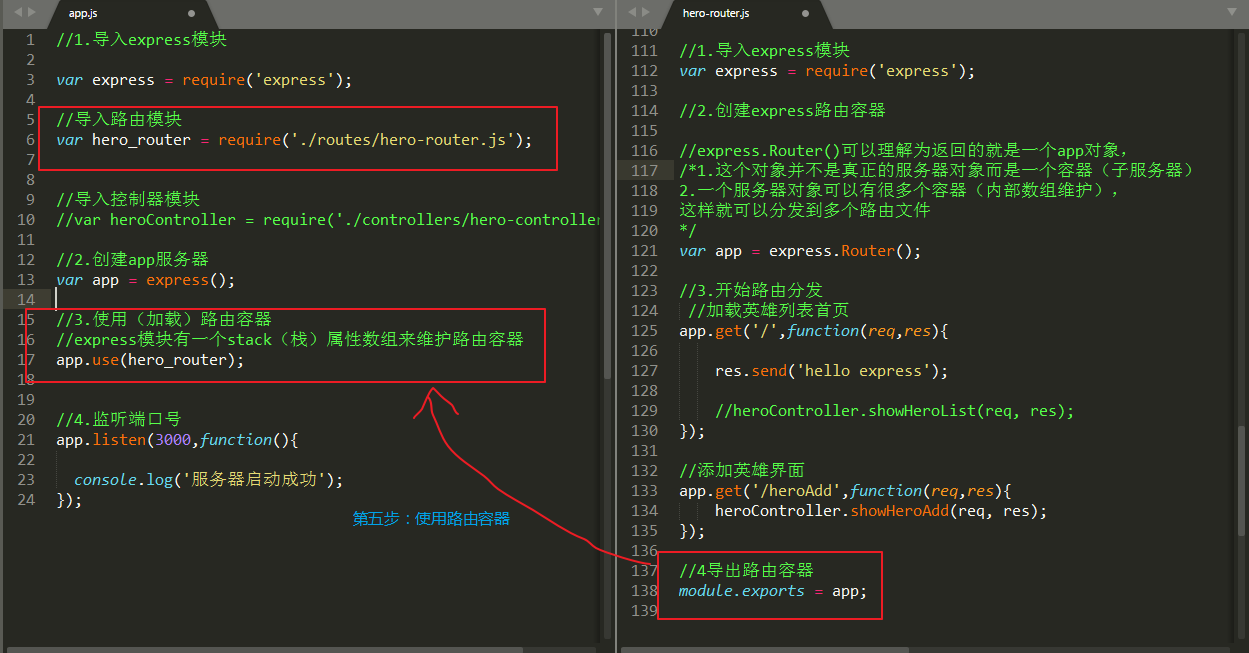 app.js
1 //1.导入express模块
2
3 var express = require('express');
4
5 //导入路由模块
6 var hero_router = require('./routes/hero-router.js');
7
8
9 //导入控制器模块
10 //var heroController = require('./controllers/hero-controller
11
12 //2.创建app服务器
13 var app = express();
14
15 //3.使用（加载）路由容器
16 //express模块有一个stack（栈）属性数组来维护路由容器
17 app.use(hero_router);
18
19
20 //4.监听端口号
21 app.listen(3000,function(){
22
23 console.log('服务器启动成功');
24 });
第五步：使用路由容器
hero-router.js
110
111 //1.导入express模块
112 var express = require('express');
113
114 //2.创建express路由容器
115
116 //express.Router()可以理解为返回的就是一个app对象，
117 /*1.这个对象并不是真正的服务器对象而是一个容器（子服务器）
118 2.一个服务器对象可以有很多个容器（内部数组维护），
119 这样就可以分发到多个路由文件
120 */
121 var app = express.Router();
122
123 //3.开始路由分发
124 //加载英雄列表首页
125 app.get('/',function(req,res){
126
127 res.send('hello express');
128
129 //heroController.showHeroList(req, res);
130 });
131
132 //添加英雄界面
133 app.get('/heroAdd',function(req,res){
134 heroController.showHeroAdd(req, res);
135 });
136
137 //4导出路由容器
138 module.exports = app;
139